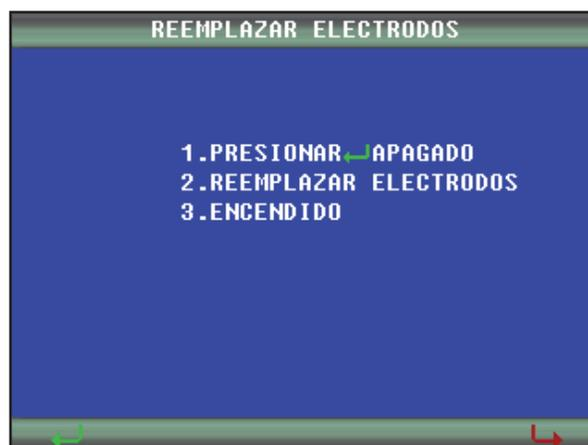 REEMPLAZAR ELECTRODOS
1.PRESIONAR↵APAGADO
2.REEMPLAZAR ELECTRODOS
3.ENCENDIDO